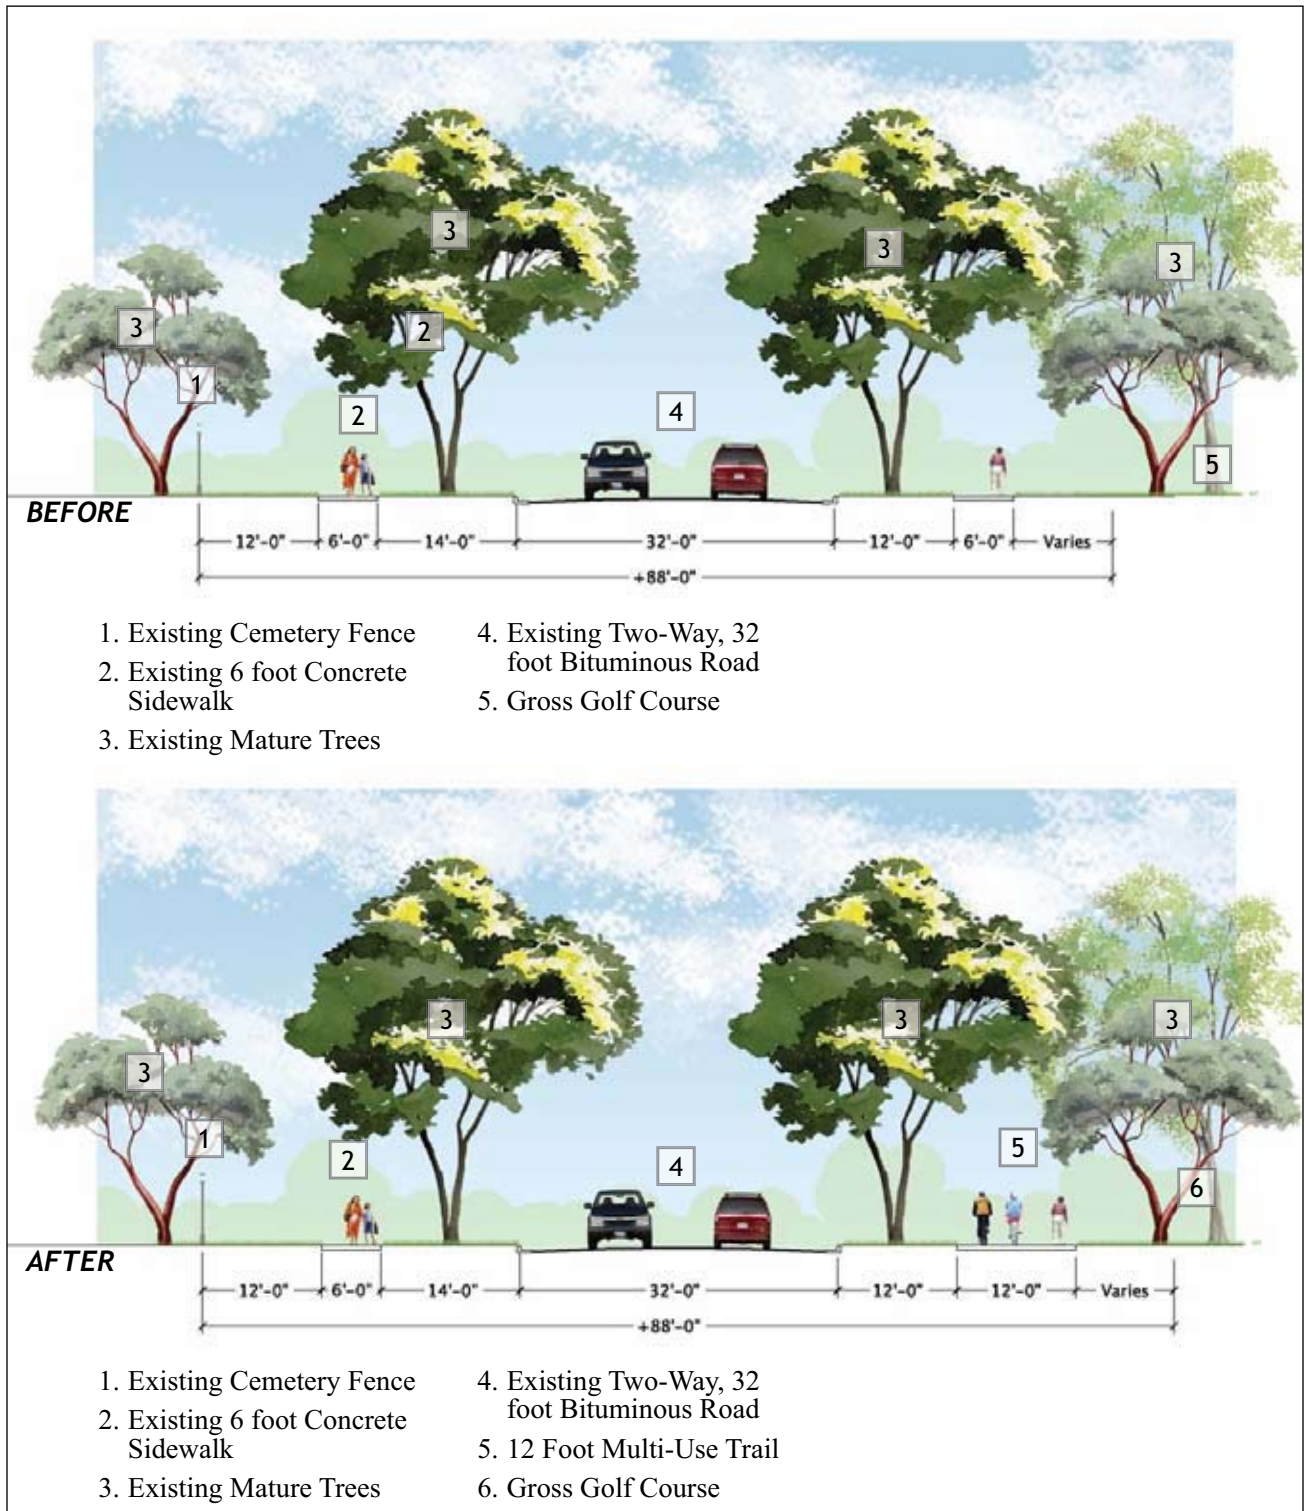 3
3
3
3
2
1
2
4
5
BEFORE
12'-0" 6'-0" 14'-0" 32'-0" 12'-0" 6'-0" Varies
+88'-0"
1. Existing Cemetery Fence
2. Existing 6 foot Concrete
Sidewalk
3. Existing Mature Trees
4. Existing Two-Way, 32
foot Bituminous Road
5. Gross Golf Course
3
3
3
3
1
2
4
5
6
AFTER
12'-0" 6'-0" 14'-0" 32'-0" 12'-0" 12'-0" Varies
+88'-0"
1. Existing Cemetery Fence
2. Existing 6 foot Concrete
Sidewalk
3. Existing Mature Trees
4. Existing Two-Way, 32
foot Bituminous Road
5. 12 Foot Multi-Use Trail
6. Gross Golf Course